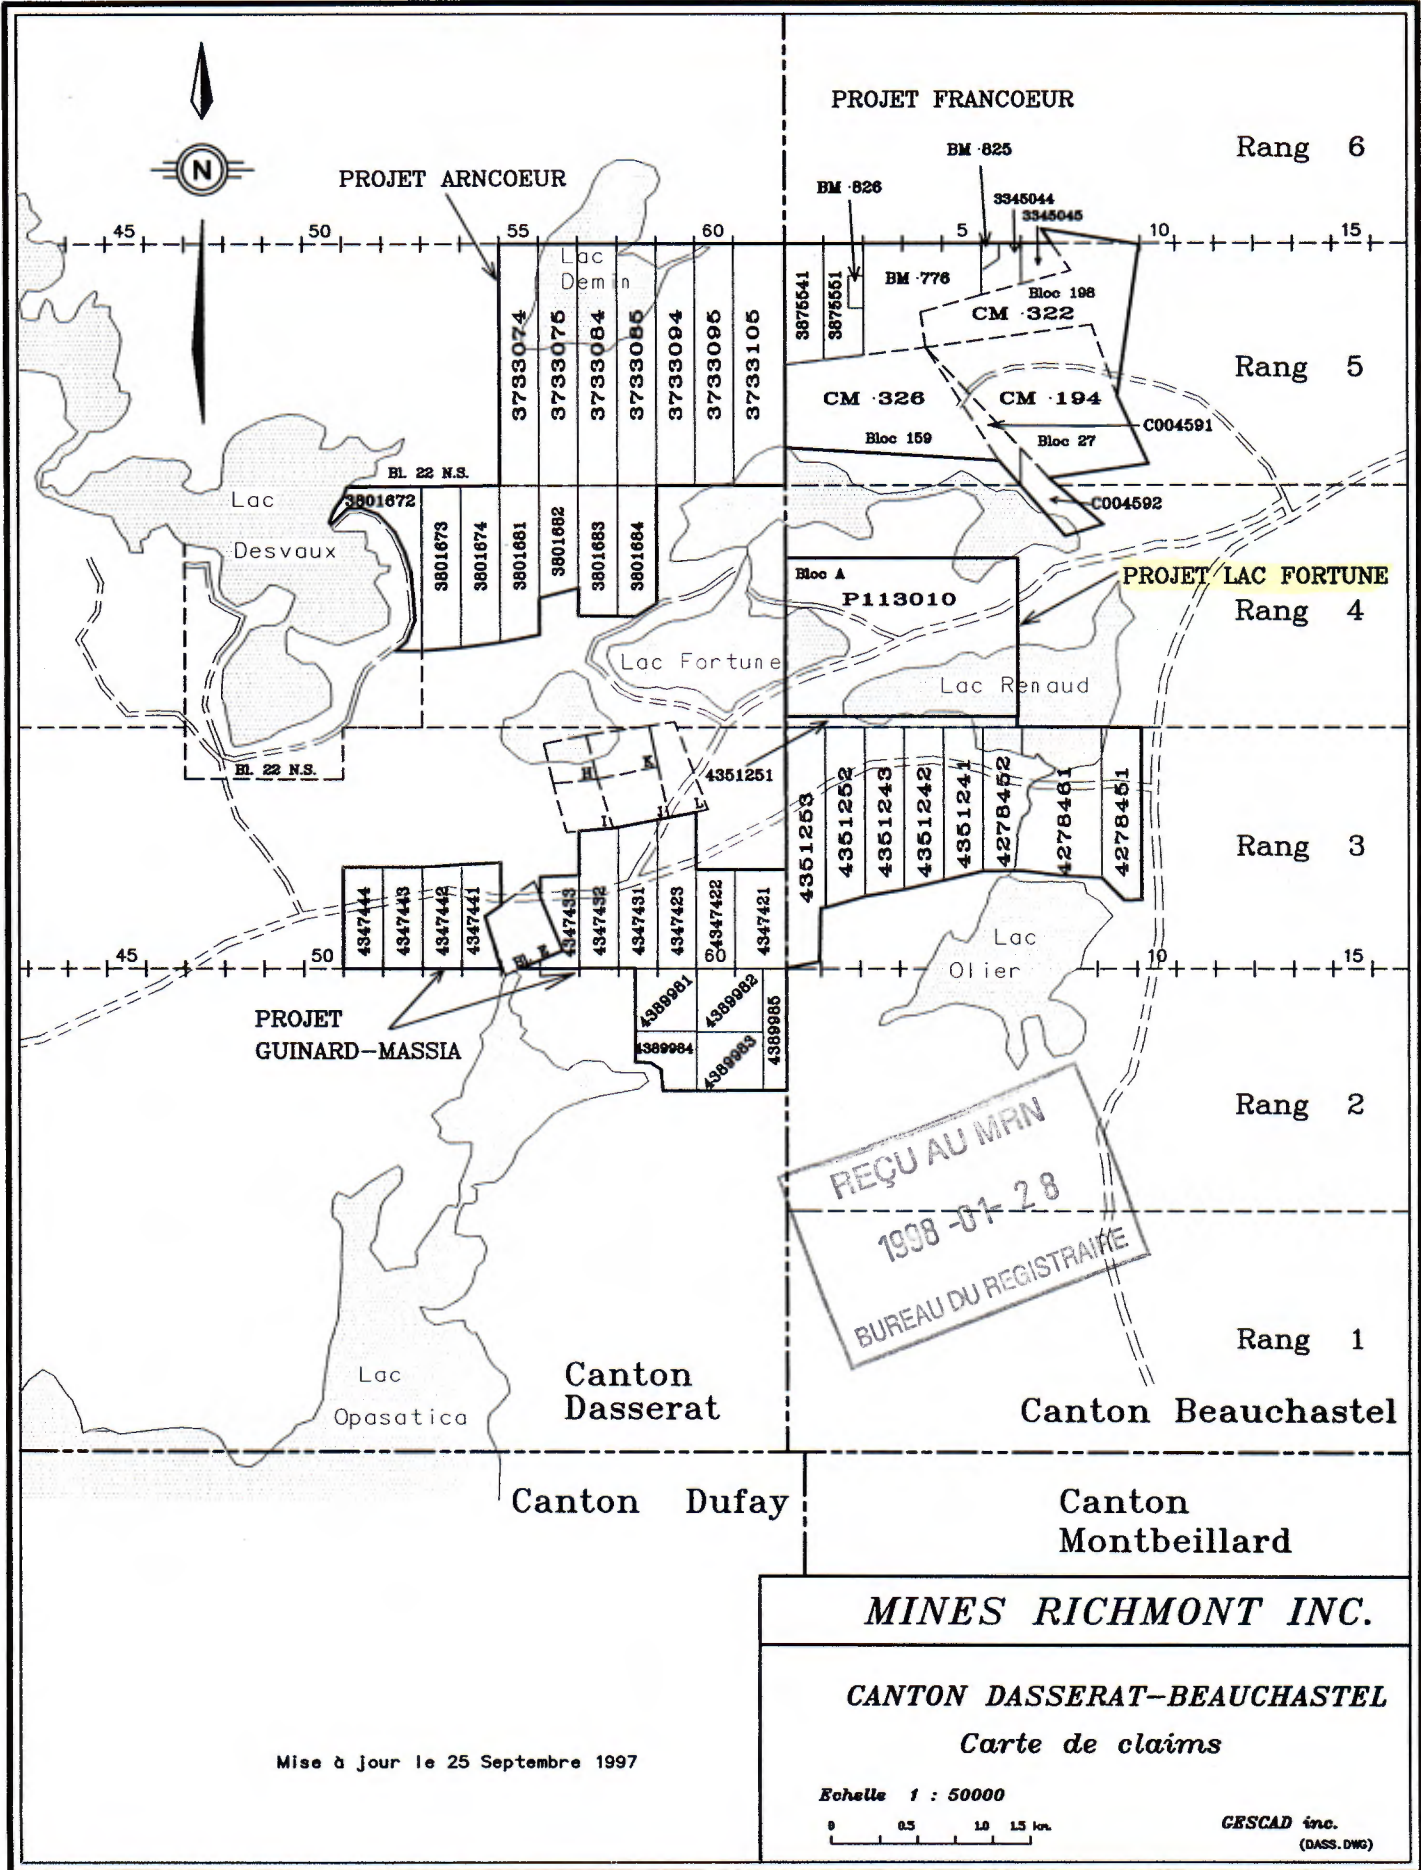 PROJET FRANCOEUR
BM ·825
Rang 6
N
PROJET ARNCOEUR
BM ·826
3345044
3345045
45
50
55
60
5
10
15
Lac
Demin
3875541
3875551
BM ·776
Bloc 198
CM ·322
3733074
3733075
3733084
3733085
3733094
3733095
3733105
Rang 5
CM ·326
CM ·194
C004591
Bloc 159
Bloc 27
Bl. 22 N.S.
Lac
Desvaux
3801672
3801673
3801674
3801681
3801682
3801683
3801684
C004592
Bloc A
P113010
PROJET LAC FORTUNE
Rang 4
Lac Fortune
Lac Renaud
Bl. 22 N.S.
H
K
I
J
L
4351251
4351253
4351252
4351243
4351242
4351241
4278452
4278461
4278451
Rang 3
4347444
4347443
4347442
4347441
Bl. E
4347433
4347432
4347431
4347423
4347422
4347421
Lac
Olier
45
50
60
10
15
PROJET
GUINARD-MASSIA
4389981
4389982
4389984
4389983
4389985
Rang 2
REÇU AU MRN
1998 -01- 28
BUREAU DU REGISTRAIRE
Rang 1
Lac
Opasatica
Canton
Dasserat
Canton Beauchastel
Canton Dufay
Canton
Montbeillard
MINES RICHMONT INC.
CANTON DASSERAT-BEAUCHASTEL
Carte de claims
Mise à jour le 25 Septembre 1997
Echelle 1 : 50000
0 0.5 1.0 1.5 km.
GESCAD inc.
(DASS.DWG)